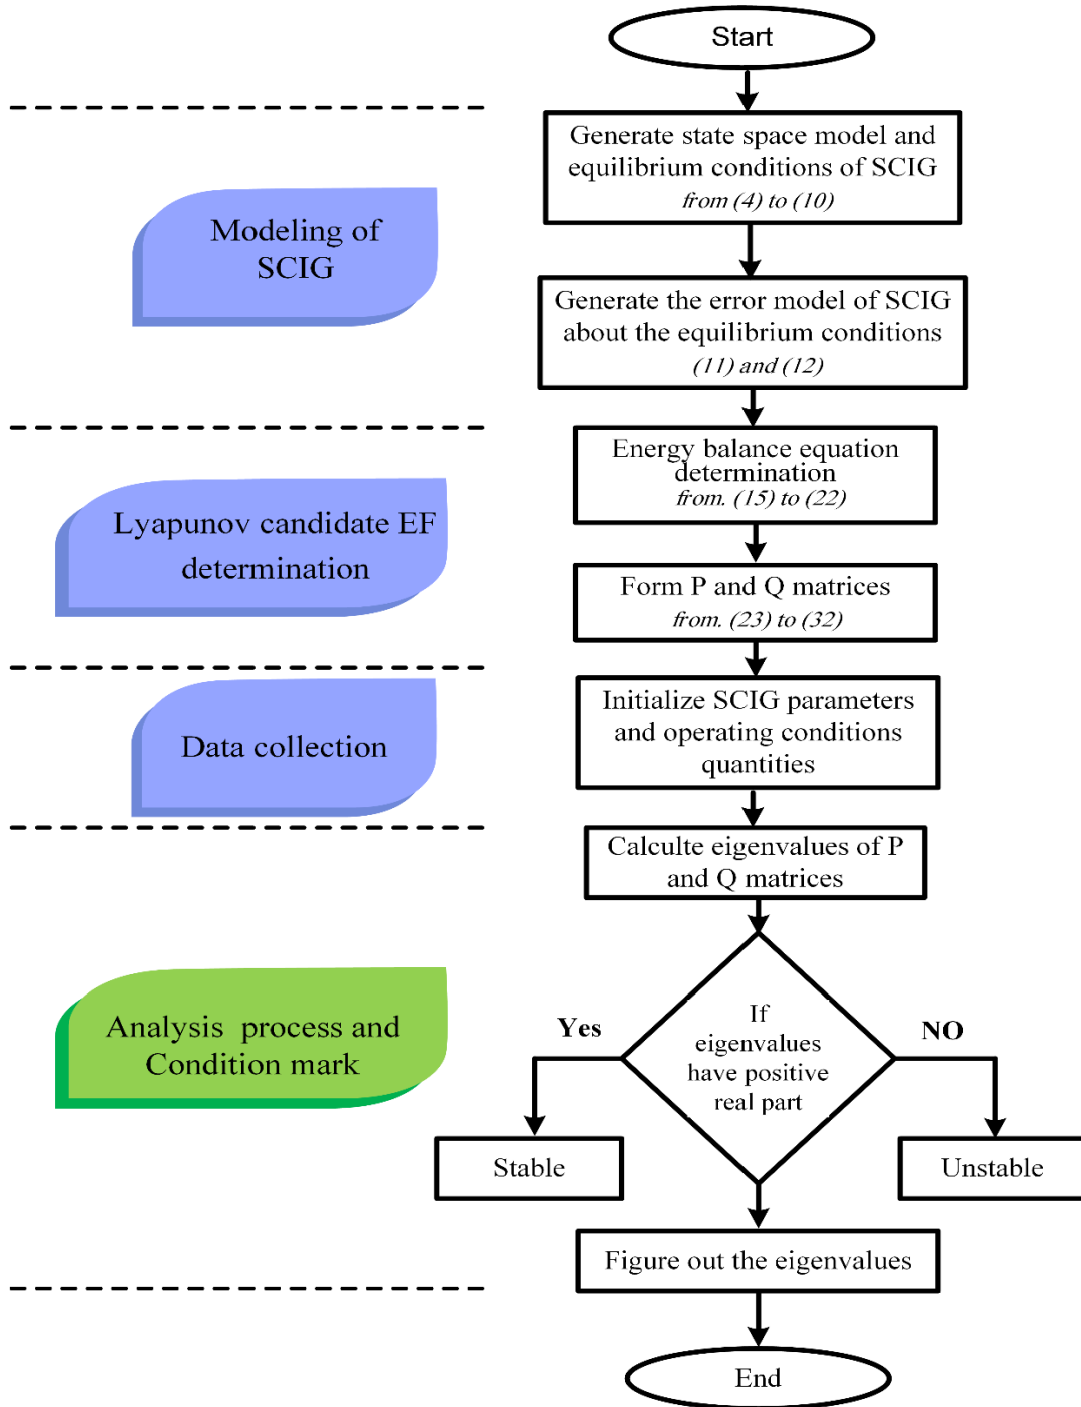 Start
Generate state space model and
equilibrium conditions of SCIG
from (4) to (10)
Modeling of
SCIG
Generate the error model of SCIG
about the equilibrium conditions
(11) and (12)
Energy balance equation
determination
from. (15) to (22)
Lyapunov candidate EF
determination
Form P and Q matrices
from. (23) to (32)
Initialize SCIG parameters
and operating conditions
quantities
Data collection
Calculte eigenvalues of P
and Q matrices
Analysis process and
Condition mark
If
eigenvalues
have positive
real part
Yes
NO
Stable
Unstable
Figure out the eigenvalues
End